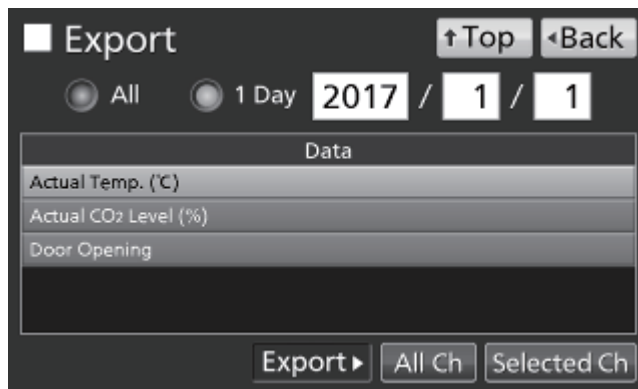 Export ↑Top ◂Back
All 1 Day 2017 / 1 / 1
Data
Actual Temp. (℃)
Actual CO₂ Level (%)
Door Opening
Export▸ All Ch Selected Ch